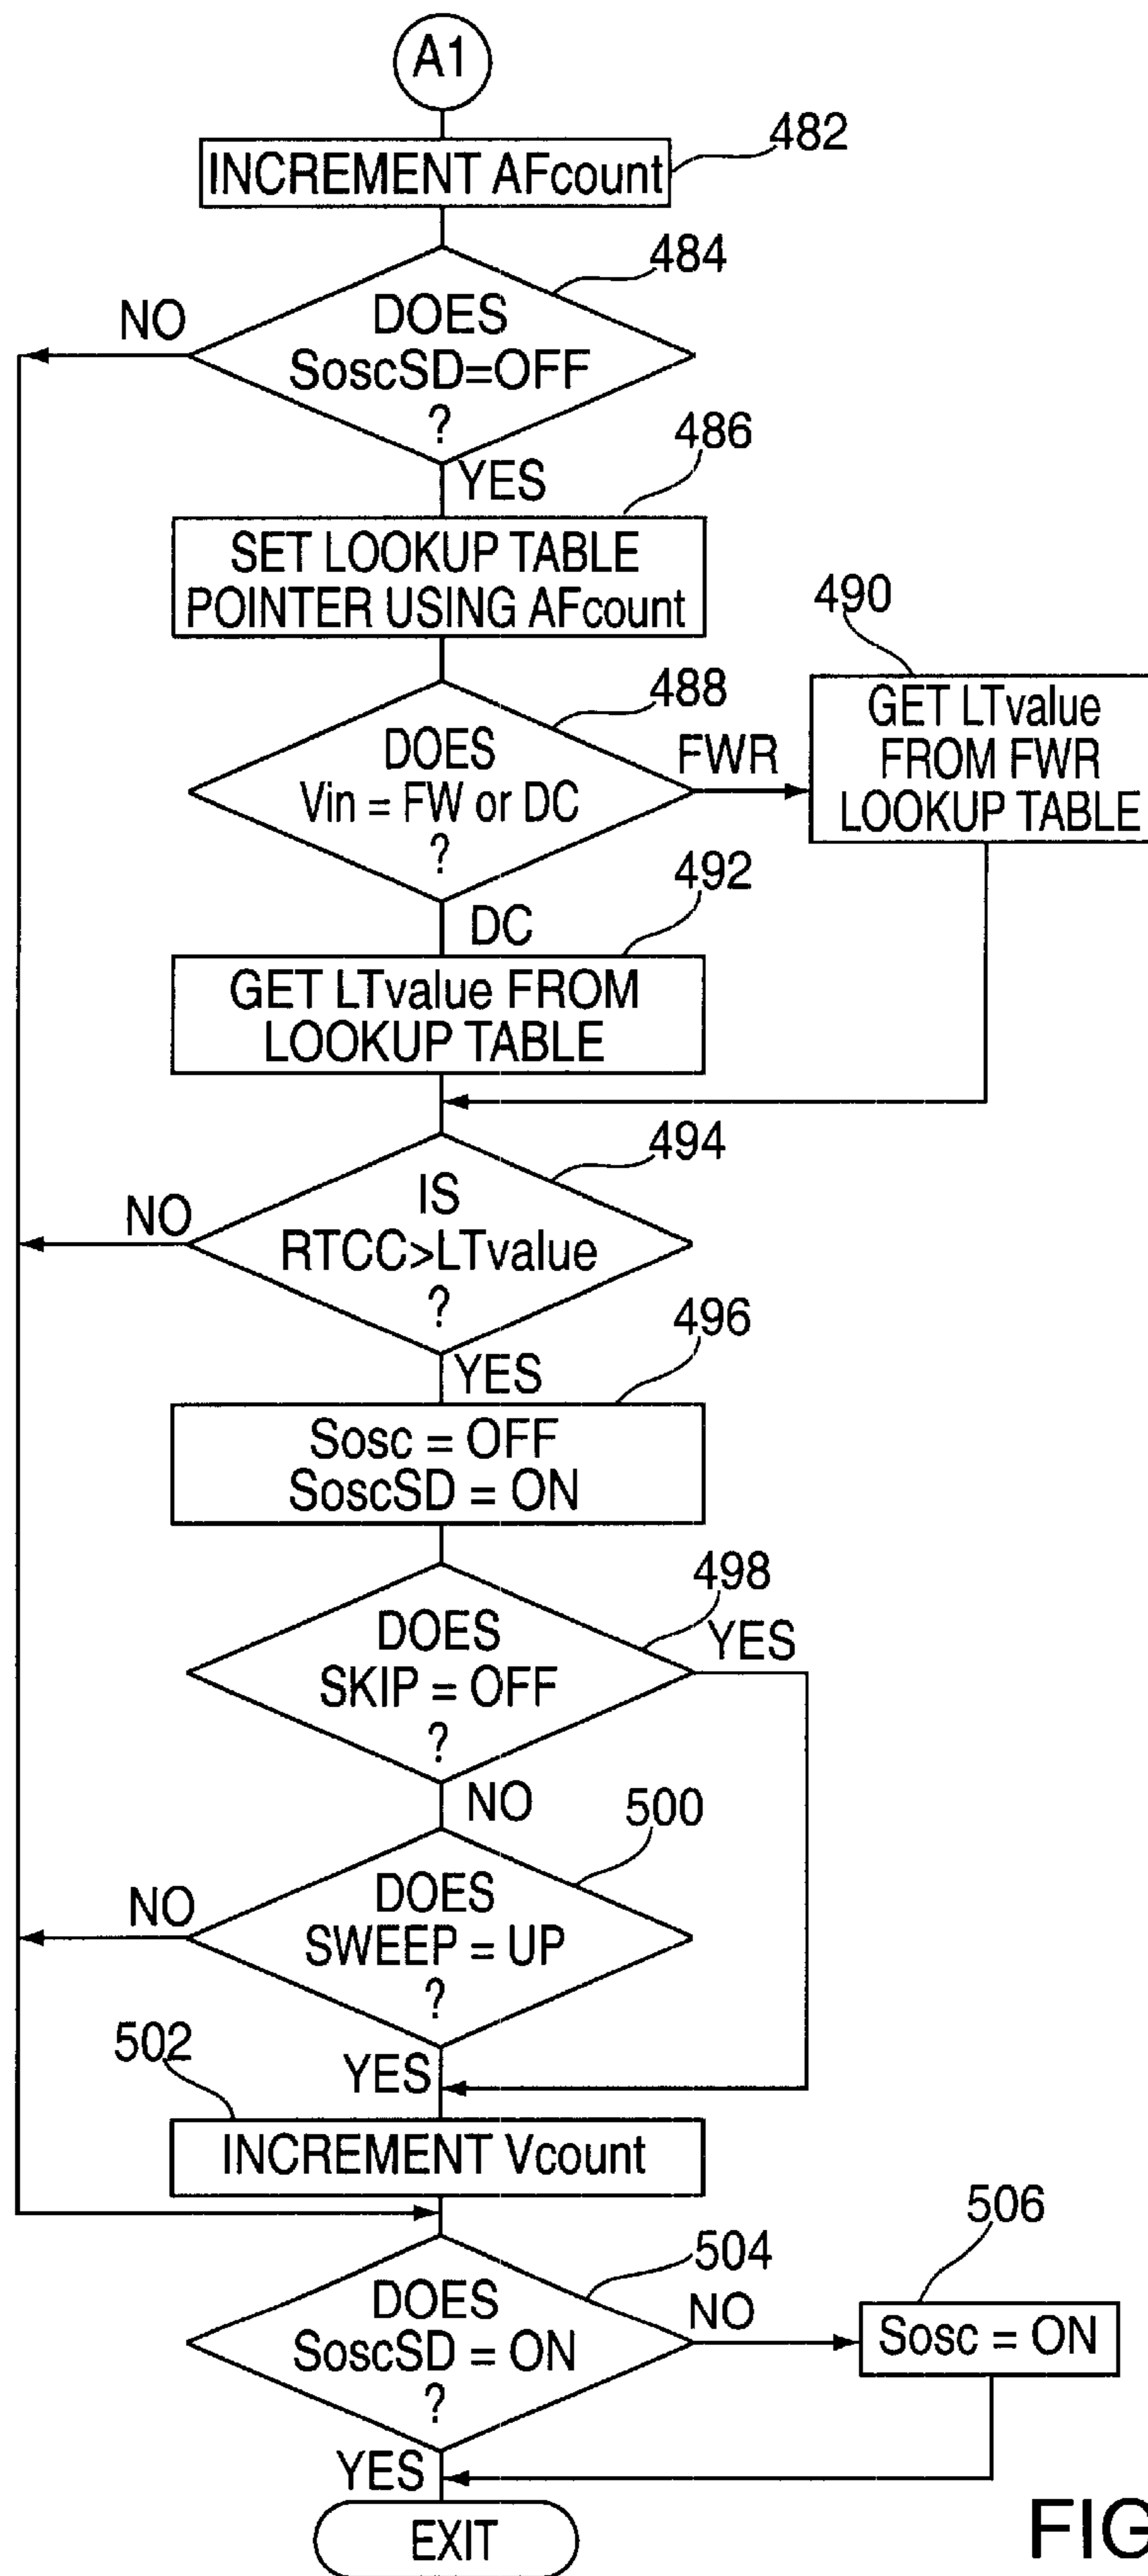 A1
482
INCREMENT AFcount
484
NO
DOES
SoscSD=OFF
?
486
YES
SET LOOKUP TABLE
POINTER USING AFcount
490
488
GET LTvalue
FROM FWR
LOOKUP TABLE
DOES
Vin = FW or DC
?
FWR
492
DC
GET LTvalue FROM
LOOKUP TABLE
494
NO
IS
RTCC>LTvalue
?
496
YES
Sosc = OFF
SoscSD = ON
498
DOES
SKIP = OFF
?
YES
NO
500
NO
DOES
SWEEP = UP
?
502
YES
INCREMENT Vcount
506
504
DOES
SoscSD = ON
?
NO
Sosc = ON
YES
EXIT
FIG